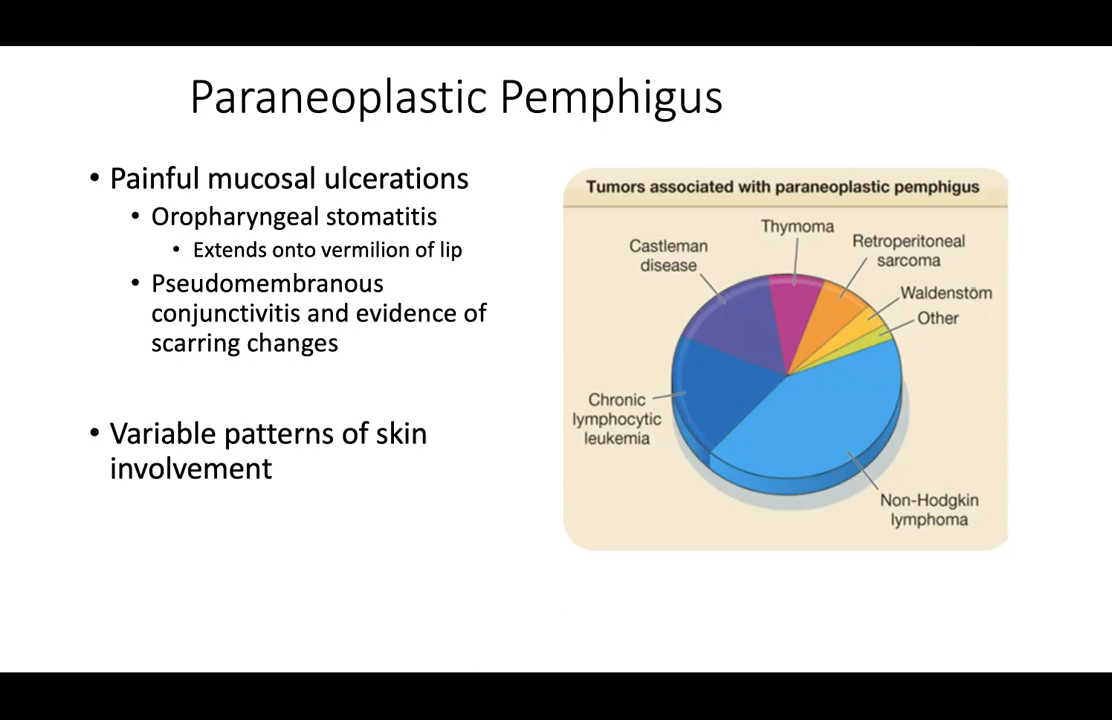 Paraneoplastic Pemphigus
• Painful mucosal ulcerations
• Oropharyngeal stomatitis
• Extends onto vermilion of lip
• Pseudomembranous
conjunctivitis and evidence of
scarring changes
• Variable patterns of skin
involvement
Tumors associated with paraneoplastic pemphigus
Thymoma
Castleman
disease
Retroperitoneal
sarcoma
Waldenstöm
Other
Chronic
lymphocytic
leukemia
Non-Hodgkin
lymphoma